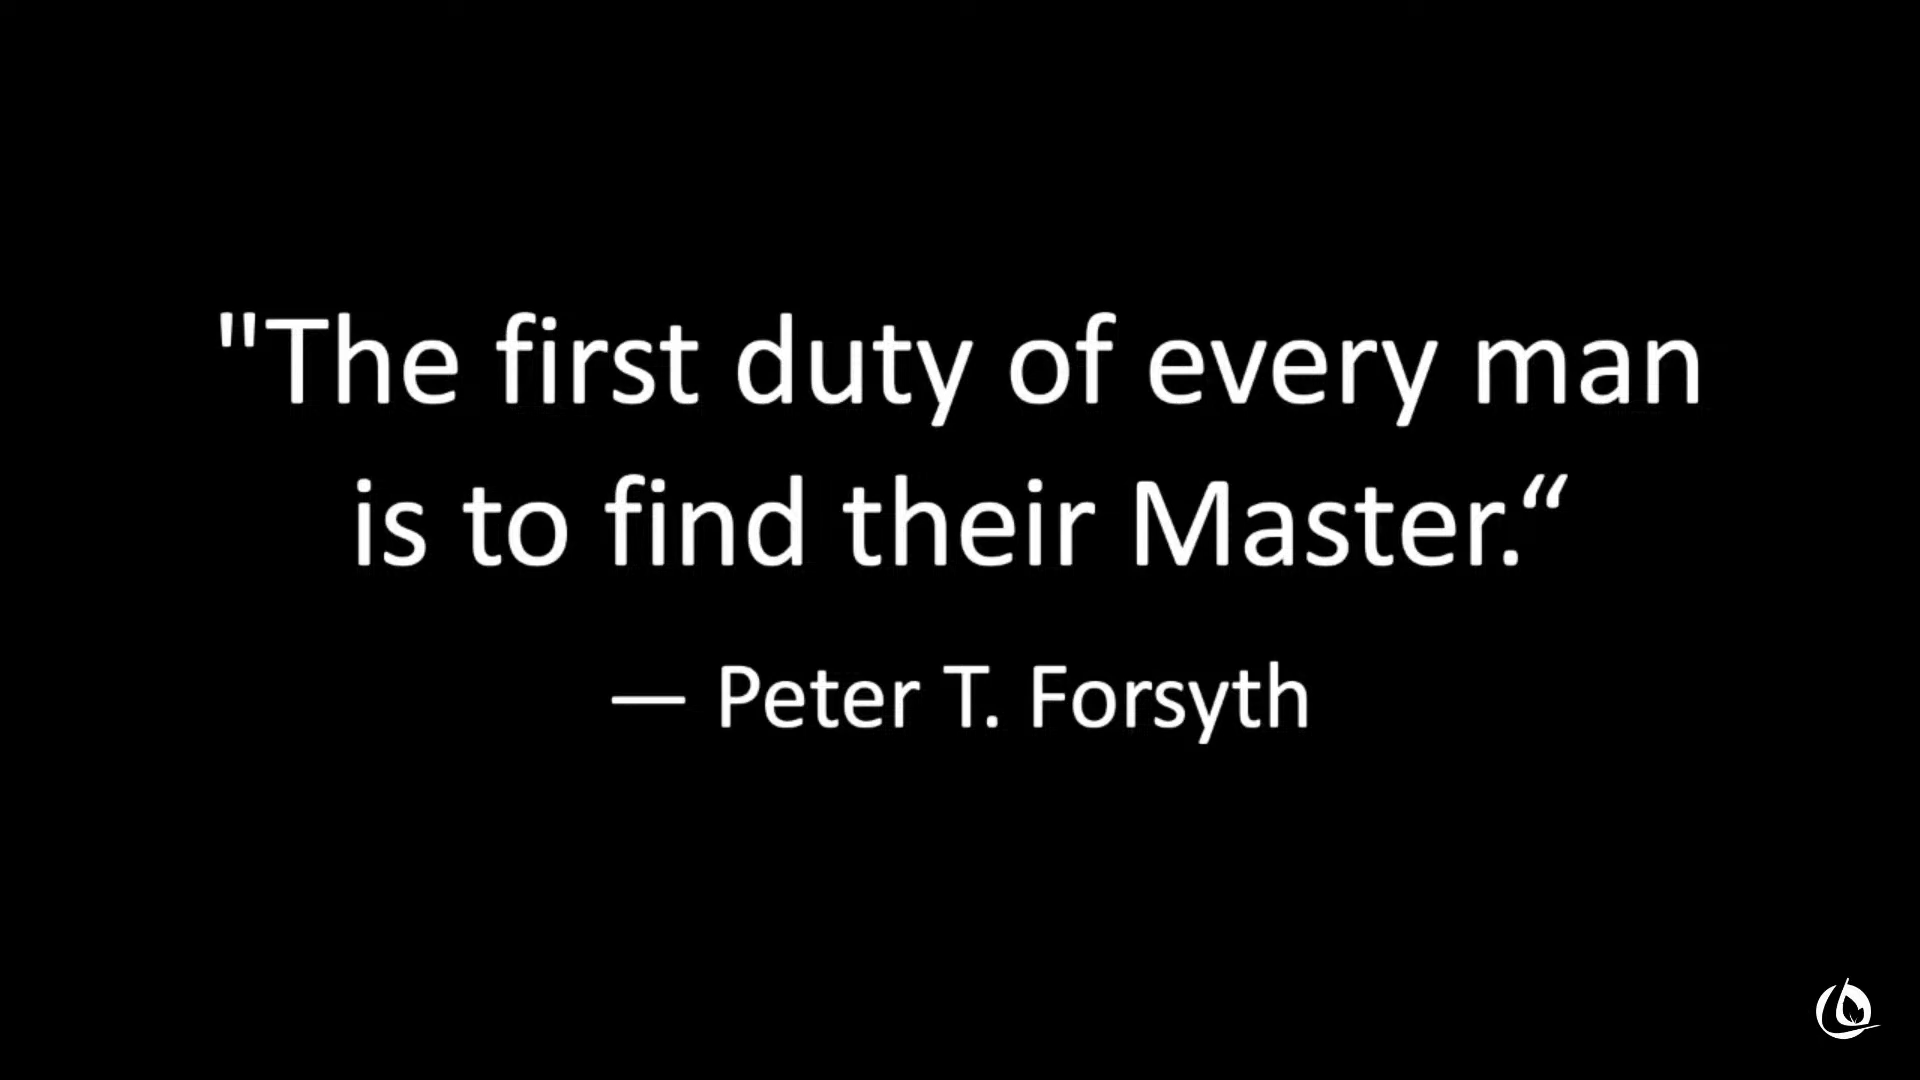 "The first duty of every man
is to find their Master.“
— Peter T. Forsyth